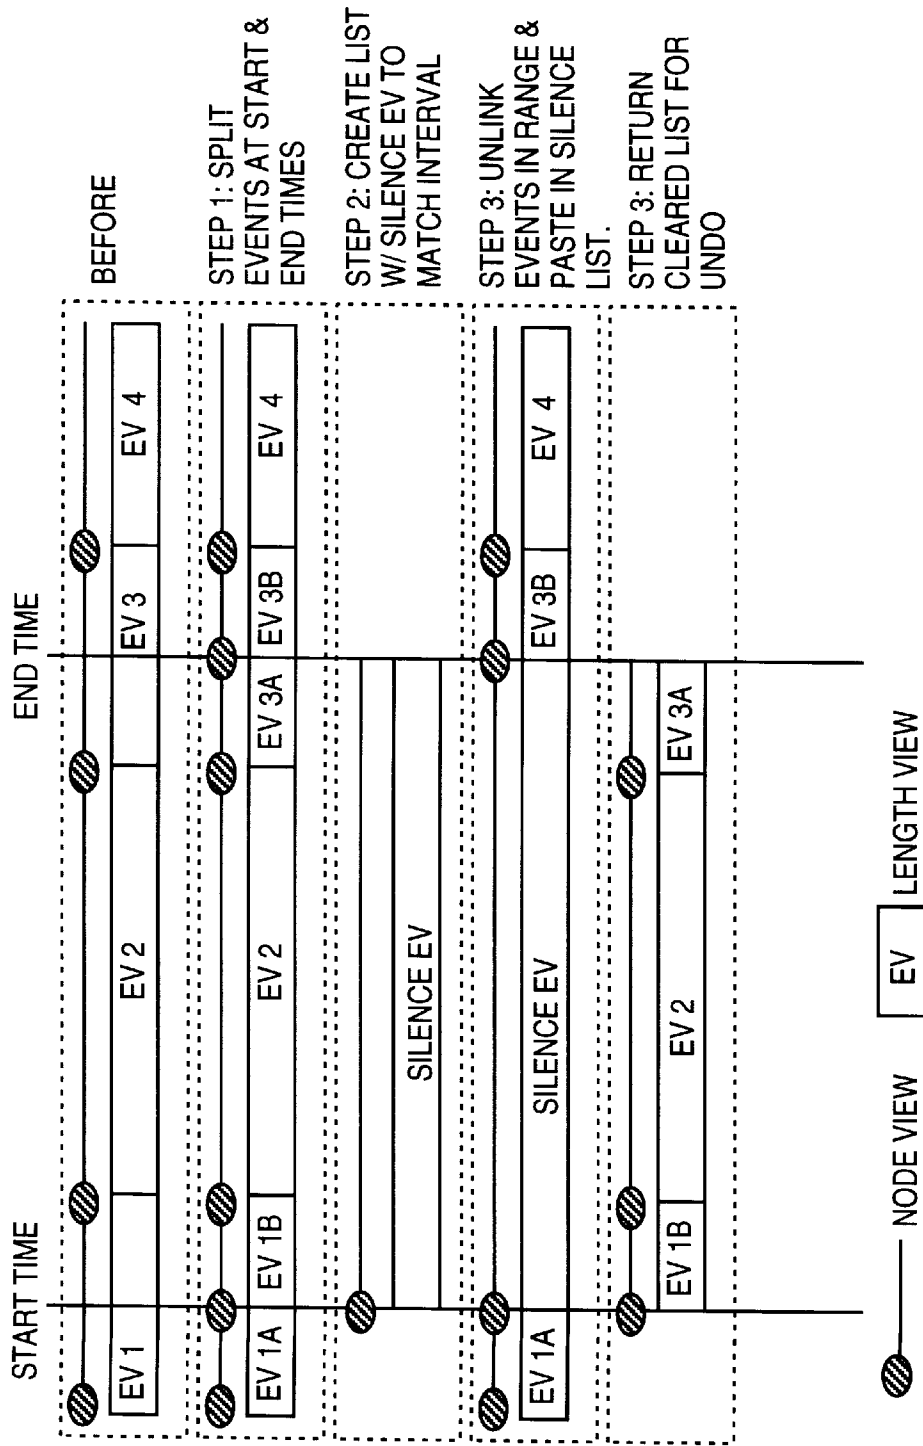 START TIME
END TIME
EV 1
EV 2
EV 3
EV 4
BEFORE
EV 1A
EV 1B
EV 2
EV 3A
EV 3B
EV 4
STEP 1: SPLIT
EVENTS AT START &
END TIMES
SILENCE EV
STEP 2: CREATE LIST
W/ SILENCE EV TO
MATCH INTERVAL
EV 1A
SILENCE EV
EV 3B
EV 4
STEP 3: UNLINK
EVENTS IN RANGE &
PASTE IN SILENCE
LIST.
EV 1B
EV 2
EV 3A
STEP 3: RETURN
CLEARED LIST FOR
UNDO
NODE VIEW
EV
LENGTH VIEW